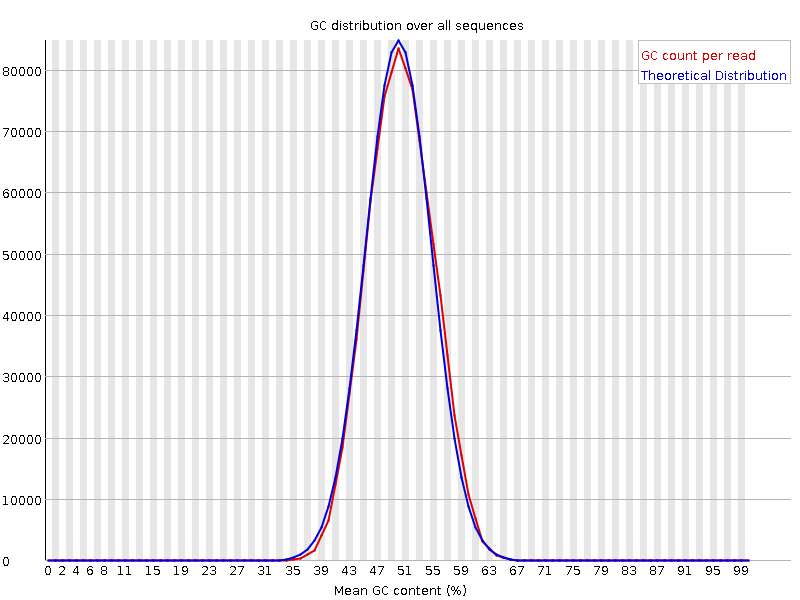 GC distribution over all sequences
GC count per read
Theoretical Distribution
80000
70000
60000
50000
40000
30000
20000
10000
0
0 2 4 6 8 11 15 19 23 27 31 35 39 43 47 51 55 59 63 67 71 75 79 83 87 91 95 99
Mean GC content (%)